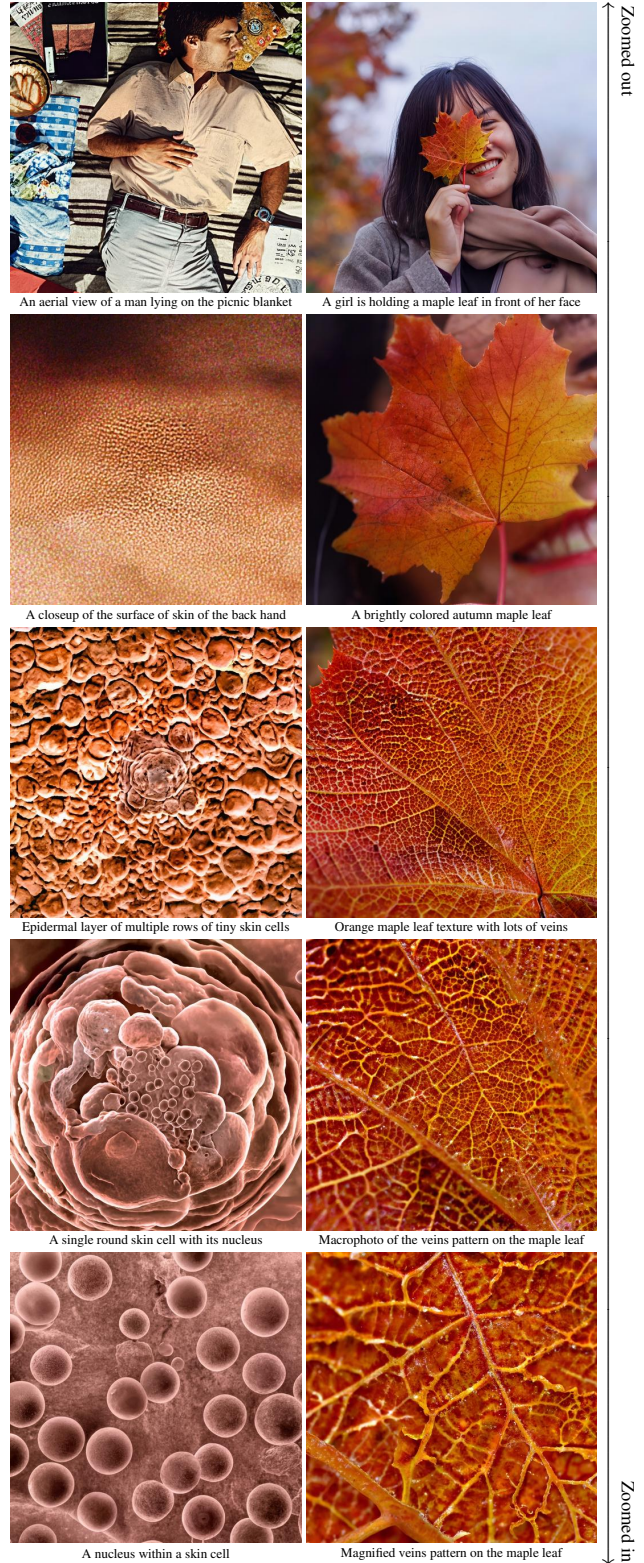 Zoomed out
An aerial view of a man lying on the picnic blanket
A girl is holding a maple leaf in front of her face
A closeup of the surface of skin of the back hand
A brightly colored autumn maple leaf
Epidermal layer of multiple rows of tiny skin cells
Orange maple leaf texture with lots of veins
A single round skin cell with its nucleus
Macrophoto of the veins pattern on the maple leaf
A nucleus within a skin cell
Magnified veins pattern on the maple leaf
Zoomed in